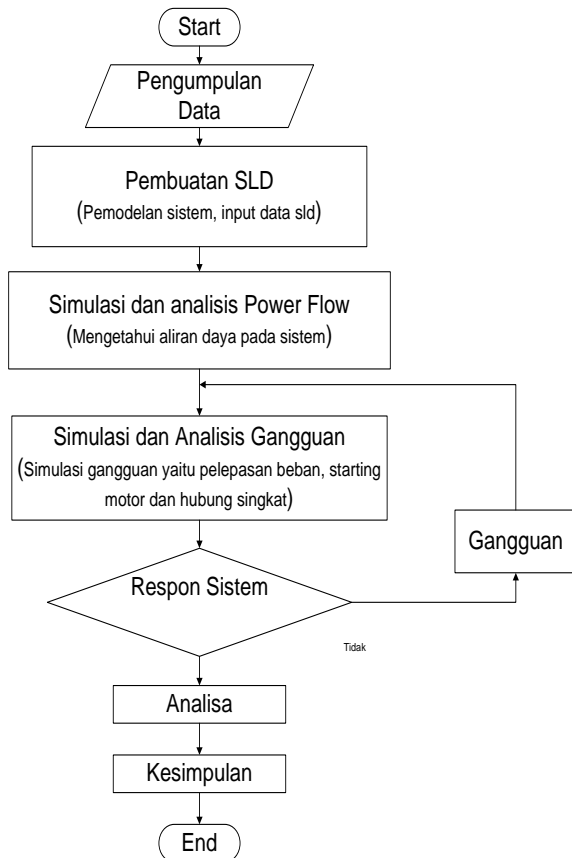 Start
Pengumpulan
Data
Pembuatan SLD
(Pemodelan sistem, input data sld)
Simulasi dan analisis Power Flow
(Mengetahui aliran daya pada sistem)
Simulasi dan Analisis Gangguan
(Simulasi gangguan yaitu pelepasan beban, starting
motor dan hubung singkat)
Gangguan
Respon Sistem
Tidak
Analisa
Kesimpulan
End